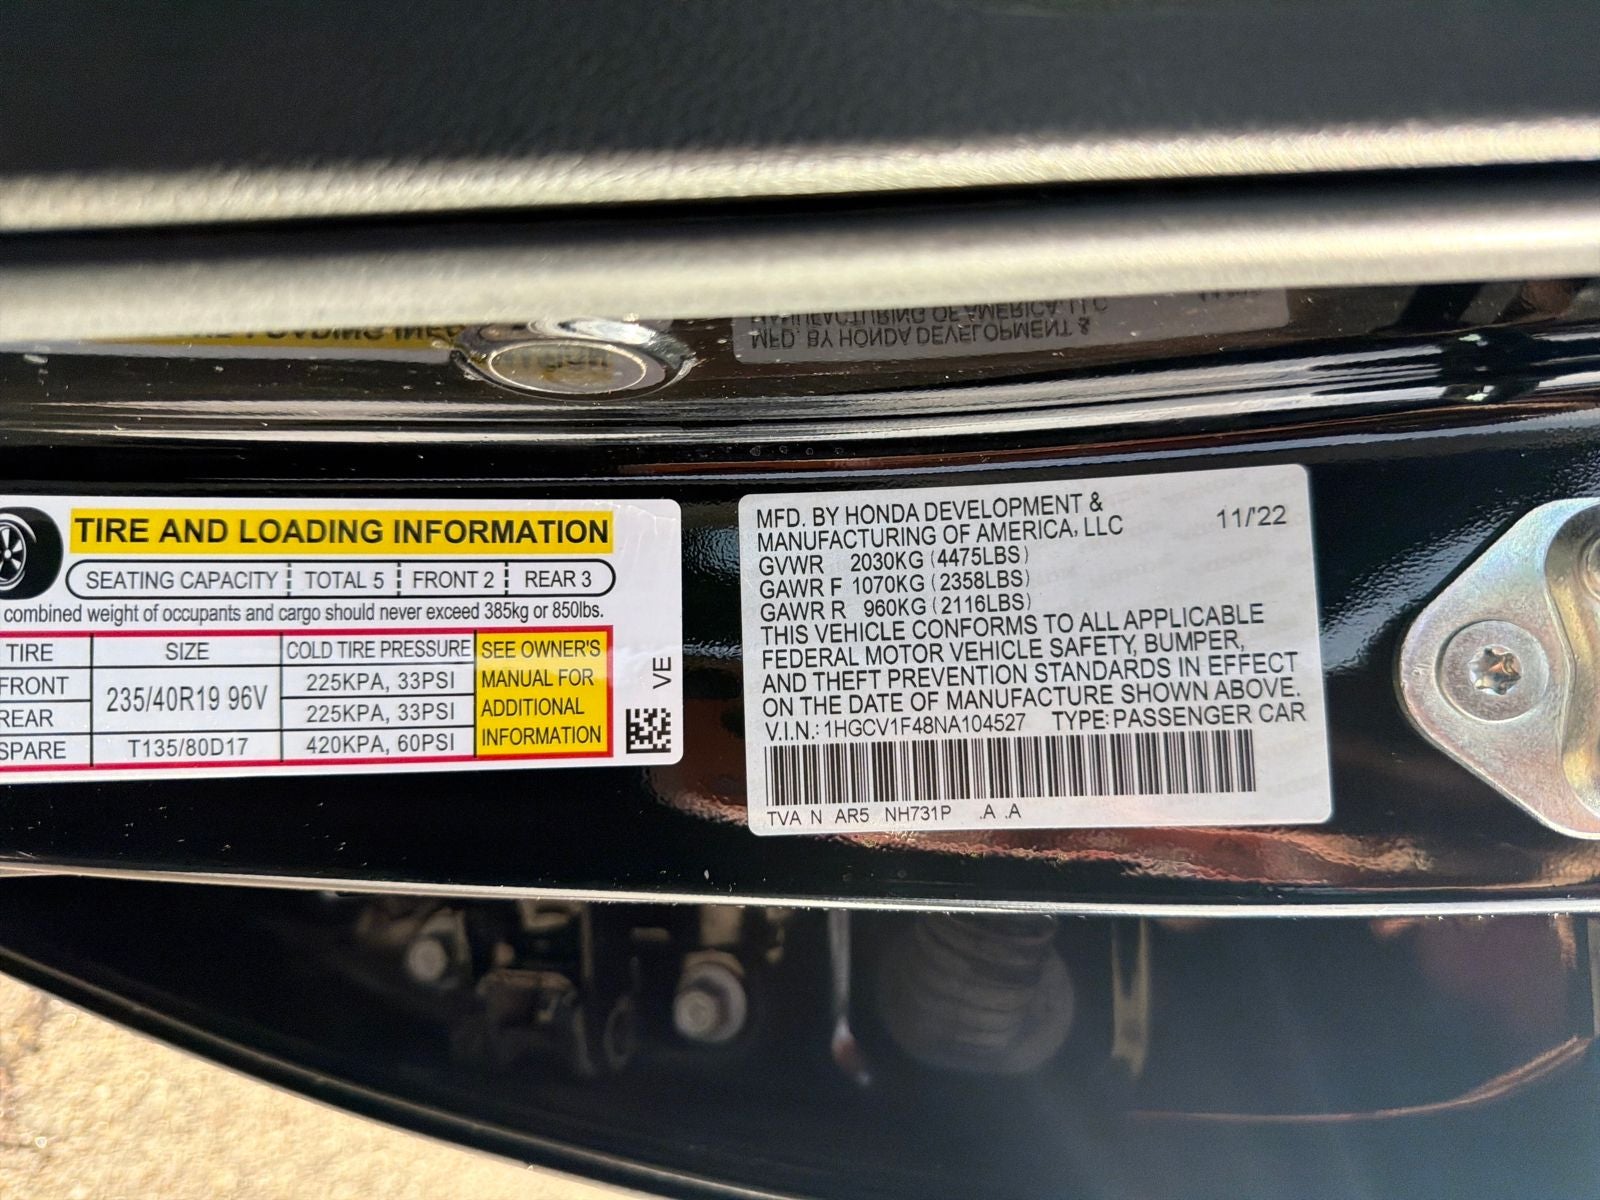 TIRE AND LOADING INFORMATION
SEATING CAPACITY TOTAL 5 FRONT 2 REAR 3
combined weight of occupants and cargo should never exceed 385kg or 850lbs.
TIRE SIZE COLD TIRE PRESSURE
FRONT 235/40R19 96V 225KPA, 33PSI
REAR 225KPA, 33PSI
SPARE T135/80D17 420KPA, 60PSI
SEE OWNER'S
MANUAL FOR
ADDITIONAL
INFORMATION
VE
MFD. BY HONDA DEVELOPMENT &
MANUFACTURING OF AMERICA, LLC 11/'22
GVWR 2030KG (4475LBS)
GAWR F 1070KG (2358LBS)
GAWR R 960KG (2116LBS)
THIS VEHICLE CONFORMS TO ALL APPLICABLE
FEDERAL MOTOR VEHICLE SAFETY, BUMPER,
AND THEFT PREVENTION STANDARDS IN EFFECT
ON THE DATE OF MANUFACTURE SHOWN ABOVE.
V.I.N.: 1HGCV1F48NA104527 TYPE: PASSENGER CAR
TVA N AR5 NH731P .A .A